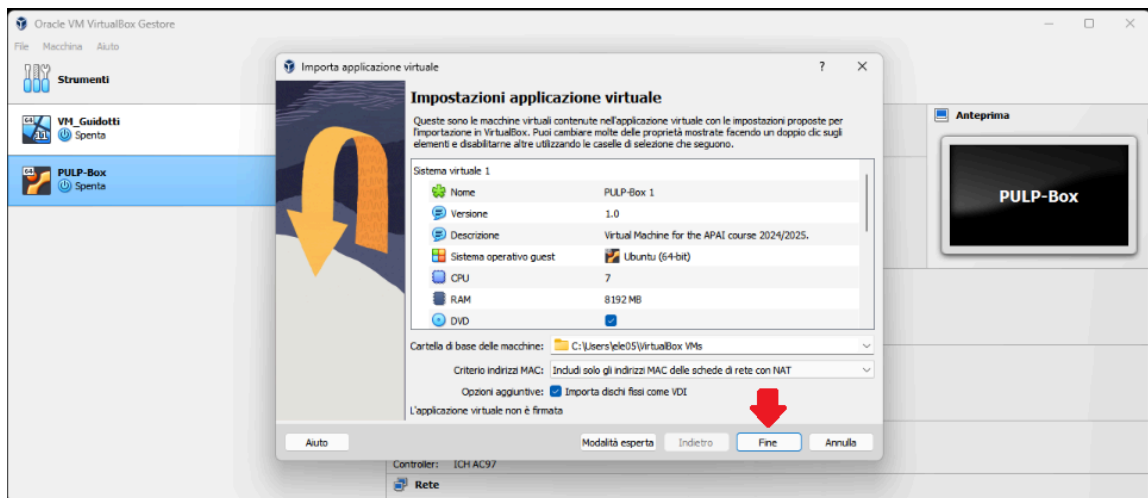 Oracle VM VirtualBox Gestore
File Macchina Aiuto
Strumenti
64
11
VM_Guidotti
Spenta
64
PULP-Box
Spenta
Anteprima
PULP-Box
Importa applicazione virtuale
?
Impostazioni applicazione virtuale
Queste sono le macchine virtuali contenute nell'applicazione virtuale con le impostazioni proposte per
l'importazione in VirtualBox. Puoi cambiare molte delle proprietà mostrate facendo un doppio clic sugli
elementi e disabilitarne altre utilizzando le caselle di selezione che seguono.
Sistema virtuale 1
Nome PULP-Box 1
Versione 1.0
Descrizione Virtual Machine for the APAI course 2024/2025.
Sistema operativo guest Ubuntu (64-bit)
CPU 7
RAM 8192 MB
DVD
Cartella di base delle macchine: C:\Users\ele05\VirtualBox VMs
Criterio indirizzi MAC: Includi solo gli indirizzi MAC delle schede di rete con NAT
Opzioni aggiuntive: Importa dischi fissi come VDI
L'applicazione virtuale non è firmata
Aiuto Modalità esperta Indietro Fine Annulla
Controller: ICH AC97
Rete